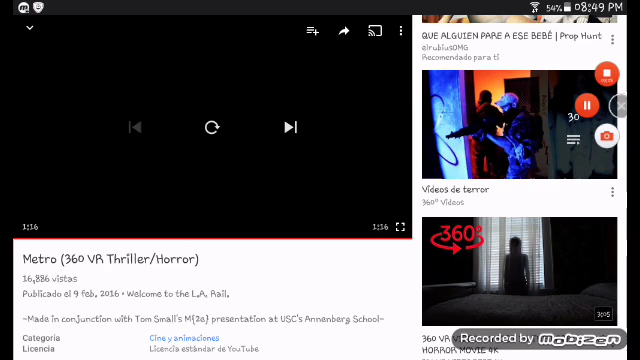 54% 08:49 PM
QUE ALGUIEN PARE A ESE BEBÉ | Prop Hunt
elrubiusOMG
Recomendado para ti
30
Vídeos de terror
360° Videos
1:16
1:16
Metro (360 VR Thriller/Horror)
16,886 vistas
Publicado el 9 feb. 2016 • Welcome to the L.A. Rail.
~Made in conjunction with Tom Small's M{2e} presentation at USC's Annenberg School~
Categoría Cine y animaciones
Licencia Licencia estándar de YouTube
360°
3:05
360 VR
HORROR MOVIE 4K
Recorded by MOBIZEN